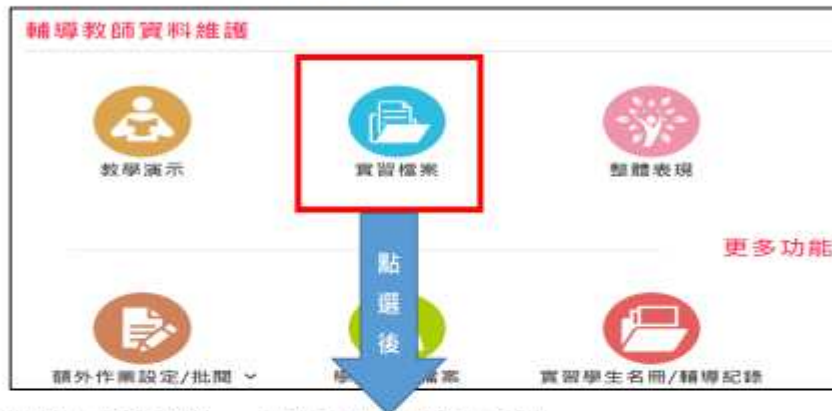 輔導教師資料維護
教學演示
實習檔案
整體表現
更多功能
點
選
後
額外作業設定/批閱
檔案
實習學生名冊/輔導紀錄